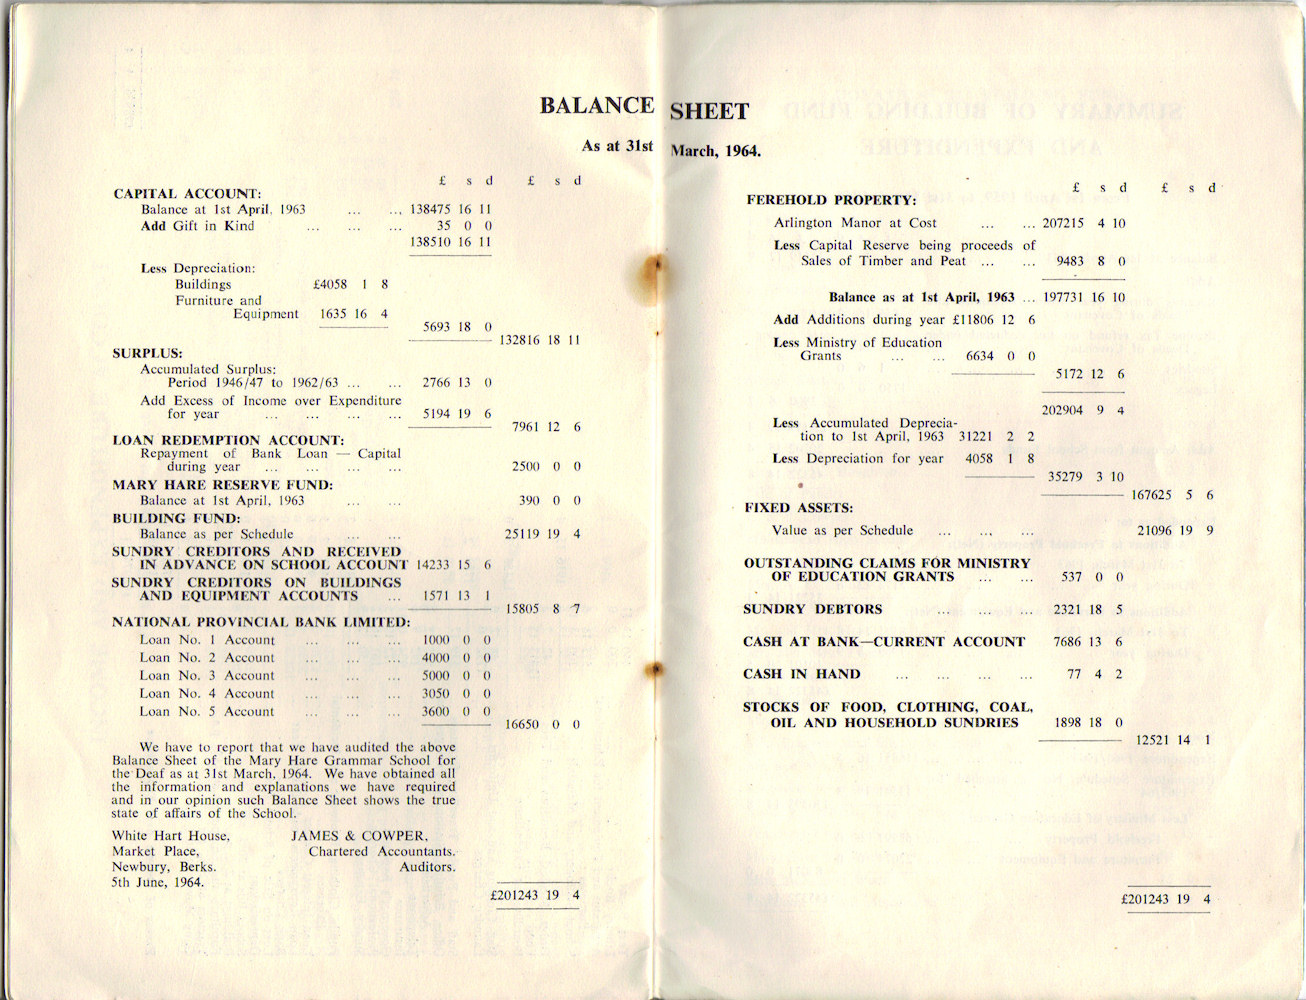 BALANCE SHEET
As at 31st March, 1964.
£ s d £ s d
CAPITAL ACCOUNT:
Balance at 1st April, 1963 ... ... 138475 16 11
Add Gift in Kind ... ... ... 35 0 0
138510 16 11
Less Depreciation:
Buildings £4058 1 8
Furniture and
Equipment 1635 16 4
5693 18 0
132816 18 11
SURPLUS:
Accumulated Surplus:
Period 1946/47 to 1962/63 ... ... 2766 13 0
Add Excess of Income over Expenditure
for year ... ... ... ... 5194 19 6
7961 12 6
LOAN REDEMPTION ACCOUNT:
Repayment of Bank Loan — Capital
during year ... ... ... ... 2500 0 0
MARY HARE RESERVE FUND:
Balance at 1st April, 1963 ... ... 390 0 0
BUILDING FUND:
Balance as per Schedule ... ... 25119 19 4
SUNDRY CREDITORS AND RECEIVED
IN ADVANCE ON SCHOOL ACCOUNT 14233 15 6
SUNDRY CREDITORS ON BUILDINGS
AND EQUIPMENT ACCOUNTS ... 1571 13 1
15805 8 7
NATIONAL PROVINCIAL BANK LIMITED:
Loan No. 1 Account ... ... ... 1000 0 0
Loan No. 2 Account ... ... ... 4000 0 0
Loan No. 3 Account ... ... ... 5000 0 0
Loan No. 4 Account ... ... ... 3050 0 0
Loan No. 5 Account ... ... ... 3600 0 0
16650 0 0
We have to report that we have audited the above
Balance Sheet of the Mary Hare Grammar School for
the Deaf as at 31st March, 1964. We have obtained all
the information and explanations we have required
and in our opinion such Balance Sheet shows the true
state of affairs of the School.
White Hart House, JAMES & COWPER,
Market Place, Chartered Accountants.
Newbury, Berks. Auditors.
5th June, 1964.
£201243 19 4
£ s d £ s d
FEREHOLD PROPERTY:
Arlington Manor at Cost ... ... 207215 4 10
Less Capital Reserve being proceeds of
Sales of Timber and Peat ... ... 9483 8 0
Balance as at 1st April, 1963 ... 197731 16 10
Add Additions during year £11806 12 6
Less Ministry of Education
Grants ... ... 6634 0 0
5172 12 6
202904 9 4
Less Accumulated Deprecia-
tion to 1st April, 1963 31221 2 2
Less Depreciation for year 4058 1 8
35279 3 10
167625 5 6
FIXED ASSETS:
Value as per Schedule ... ... ... 21096 19 9
OUTSTANDING CLAIMS FOR MINISTRY
OF EDUCATION GRANTS ... ... 537 0 0
SUNDRY DEBTORS ... ... ... 2321 18 5
CASH AT BANK—CURRENT ACCOUNT 7686 13 6
CASH IN HAND ... ... ... ... 77 4 2
STOCKS OF FOOD, CLOTHING, COAL,
OIL AND HOUSEHOLD SUNDRIES 1898 18 0
12521 14 1
£201243 19 4